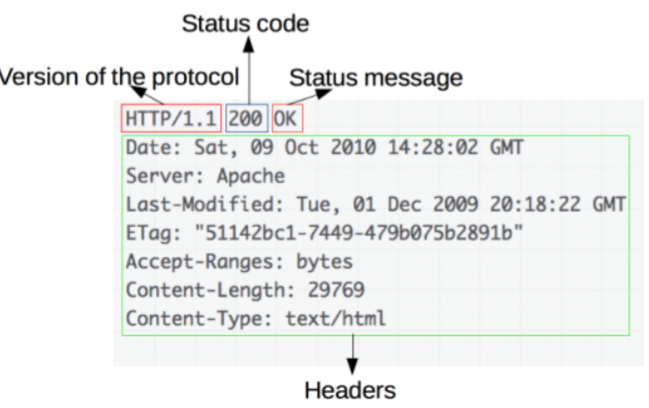 Status code
Version of the protocol
Status message
HTTP/1.1 200 OK
Date: Sat, 09 Oct 2010 14:28:02 GMT
Server: Apache
Last-Modified: Tue, 01 Dec 2009 20:18:22 GMT
ETag: "51142bc1-7449-479b075b2891b"
Accept-Ranges: bytes
Content-Length: 29769
Content-Type: text/html
Headers